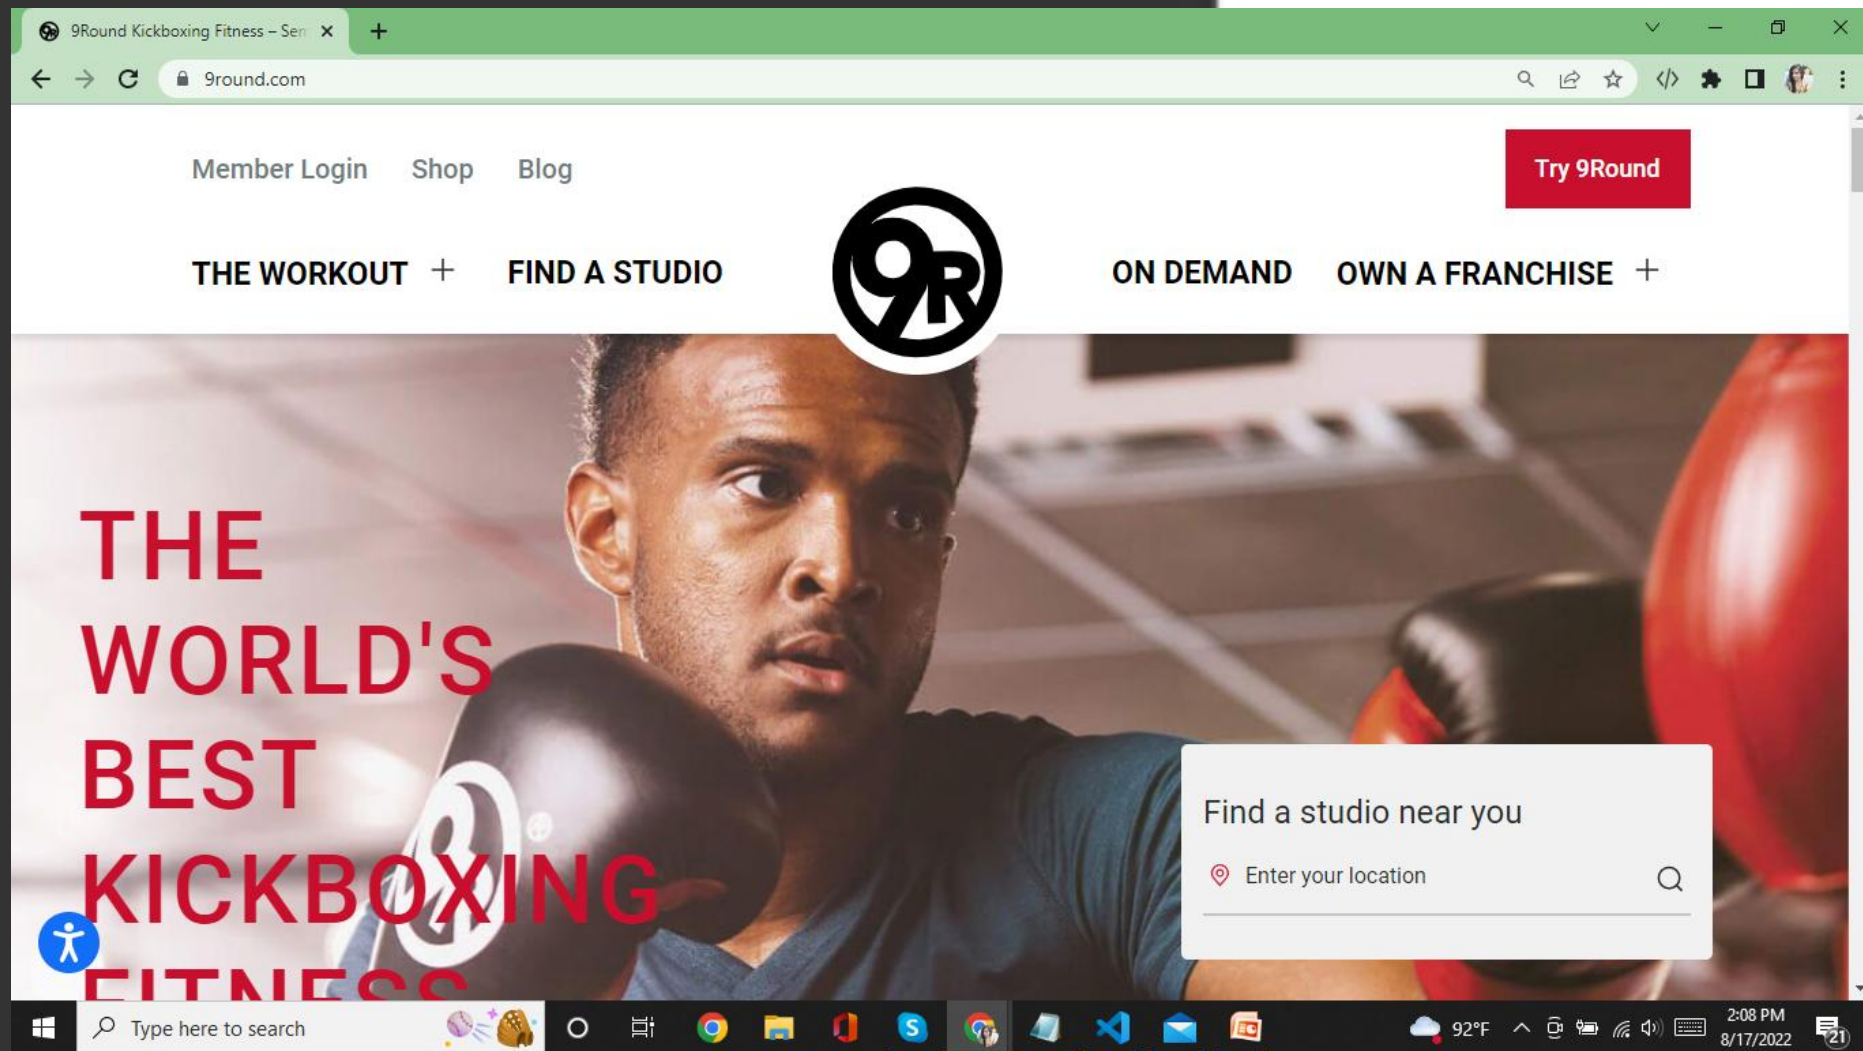 9Round Kickboxing Fitness – Sem
9round.com
Member Login Shop Blog
Try 9Round
THE WORKOUT + FIND A STUDIO
9R
ON DEMAND OWN A FRANCHISE +
THE
WORLD'S
BEST
KICKBOXING
FITNESS
Find a studio near you
Enter your location
Type here to search
92°F
2:08 PM
8/17/2022
21